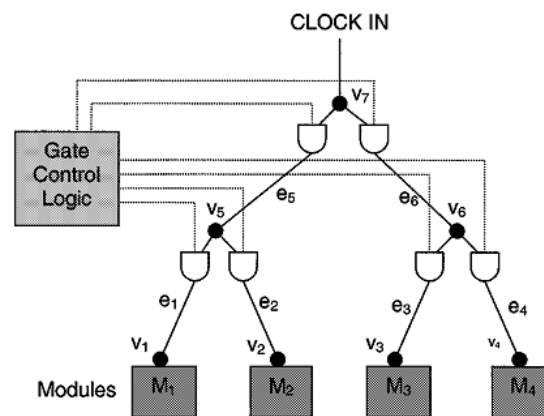 CLOCK IN
v7
Gate
Control
Logic
e5
e6
v5
v6
e1
e2
e3
e4
v1
v2
v3
v4
Modules
M1
M2
M3
M4